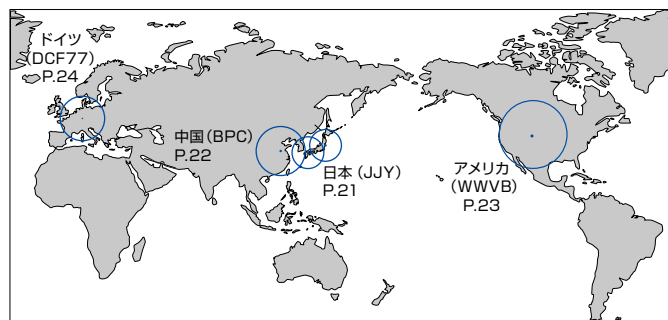 ドイツ
(DCF77)
P.24
中国(BPC)
P.22
日本(JJY)
P.21
アメリカ
(WWVB)
P.23